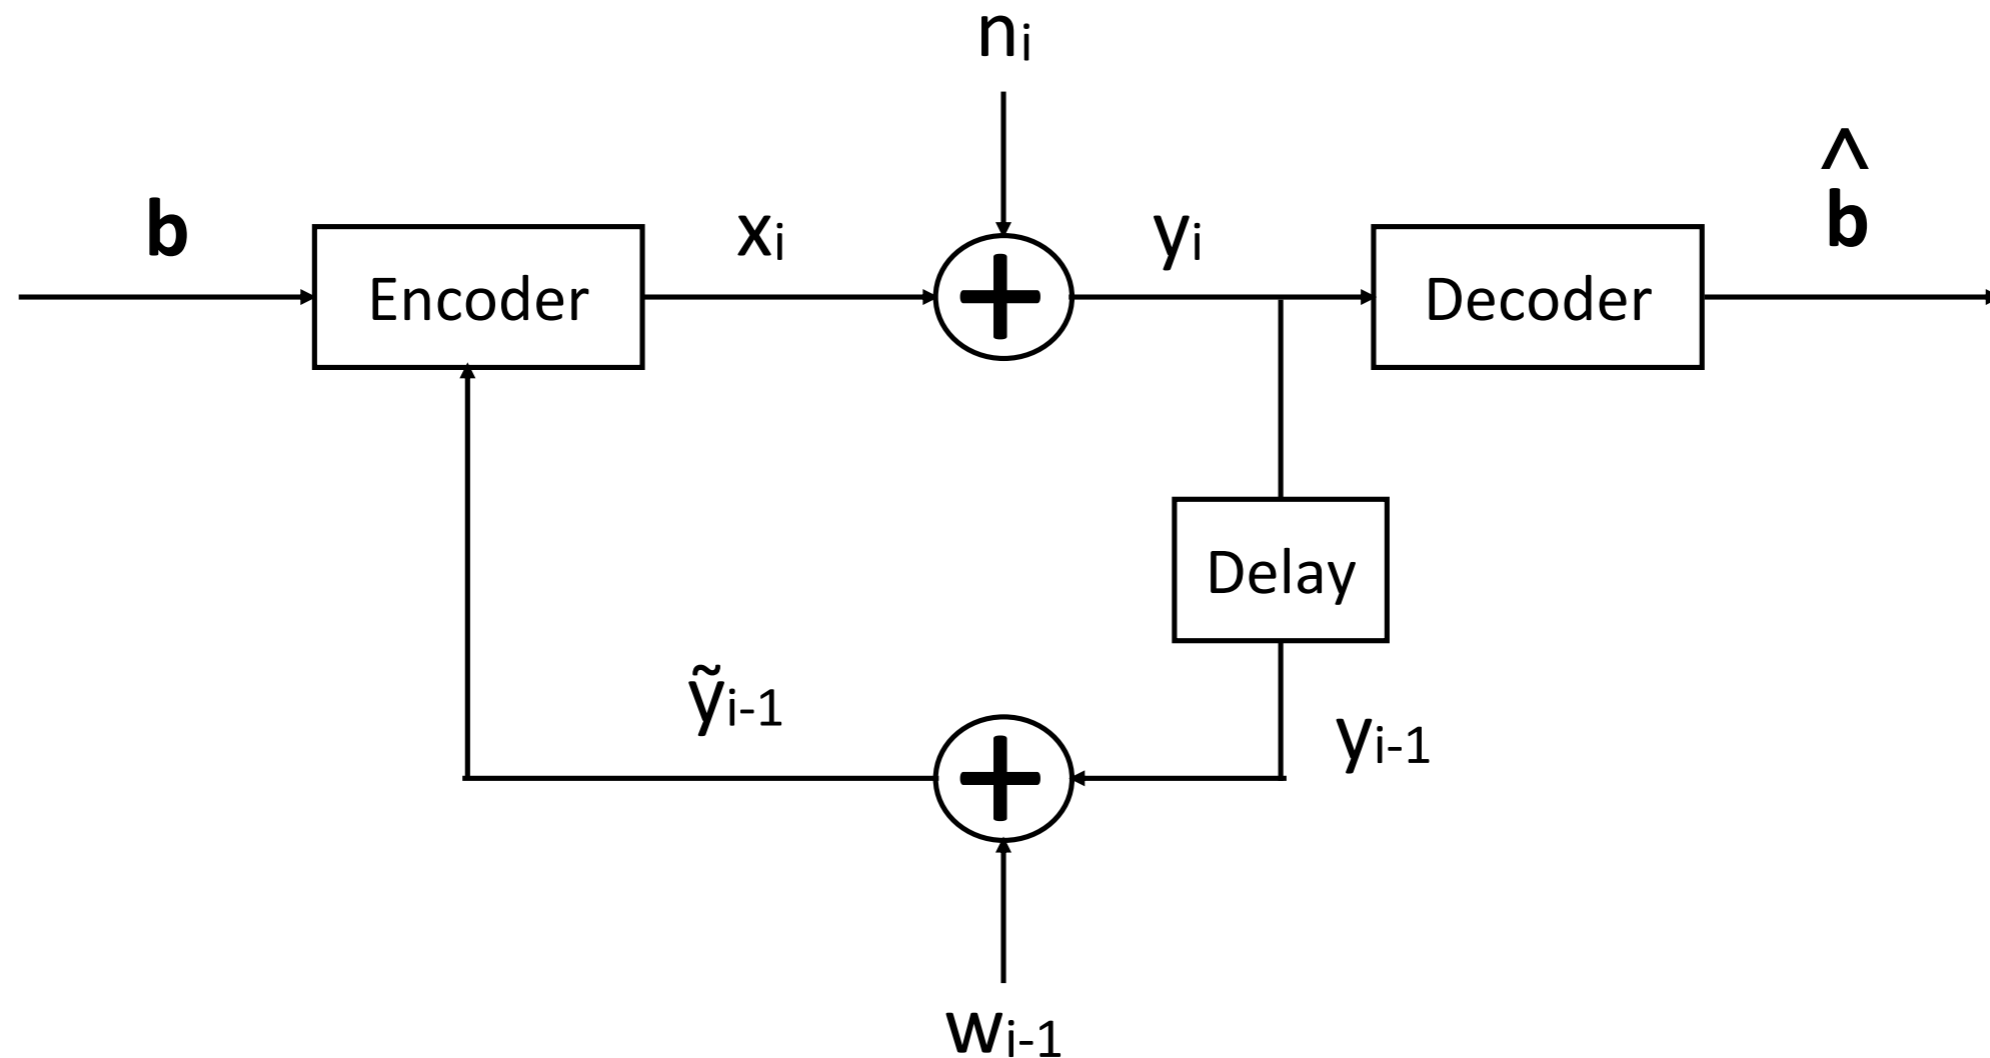 nᵢ
b
Encoder
xᵢ
yᵢ
Decoder
b̂
Delay
ỹᵢ₋₁
yᵢ₋₁
wᵢ₋₁